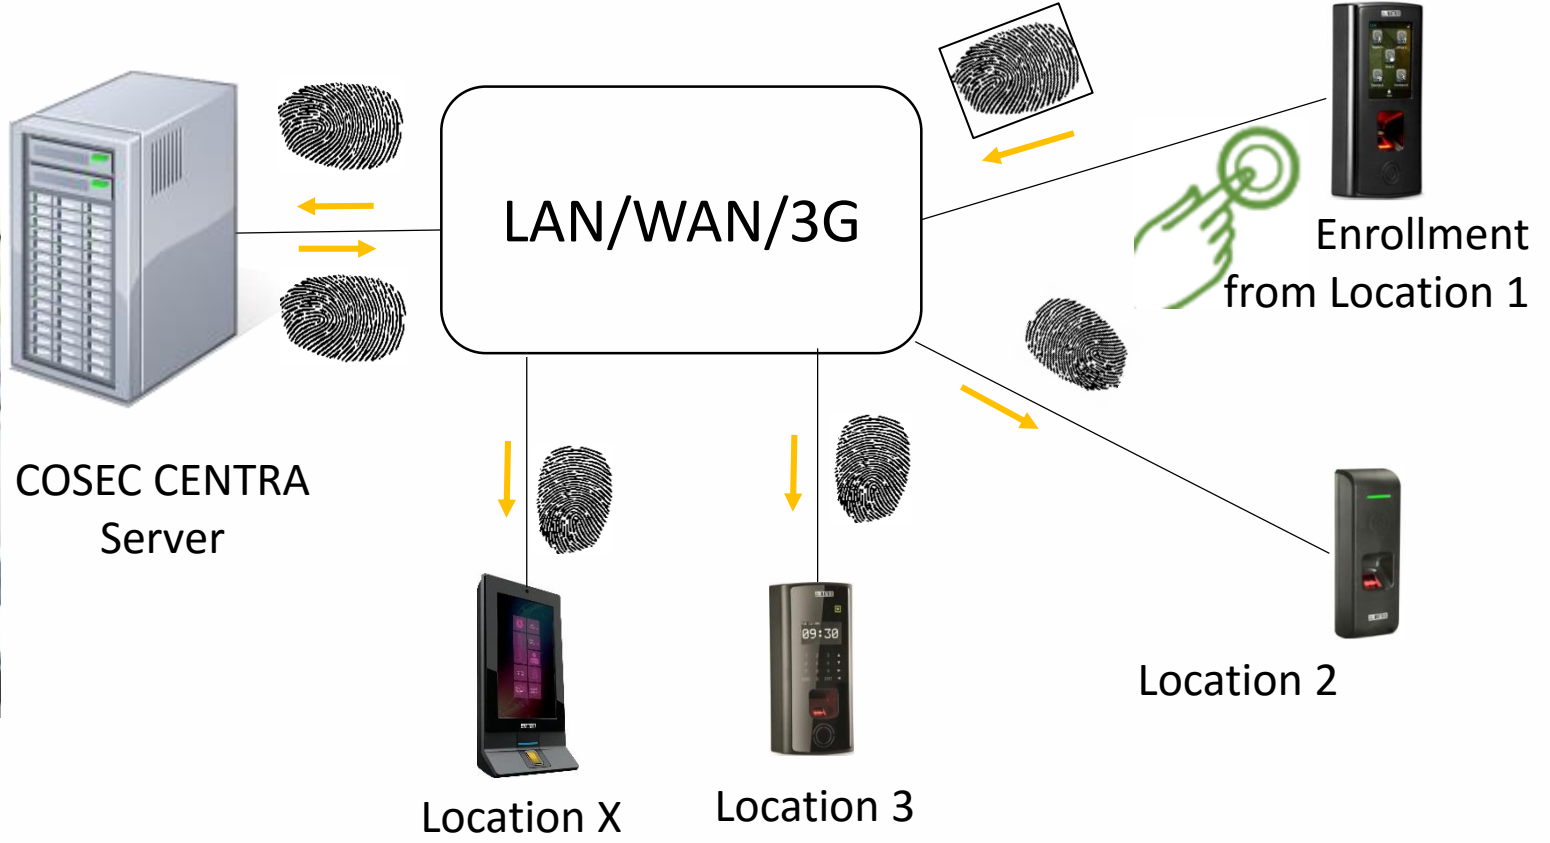 LAN/WAN/3G
Enrollment
from Location 1
COSEC CENTRA
Server
09:30
Location 2
Location X
Location 3